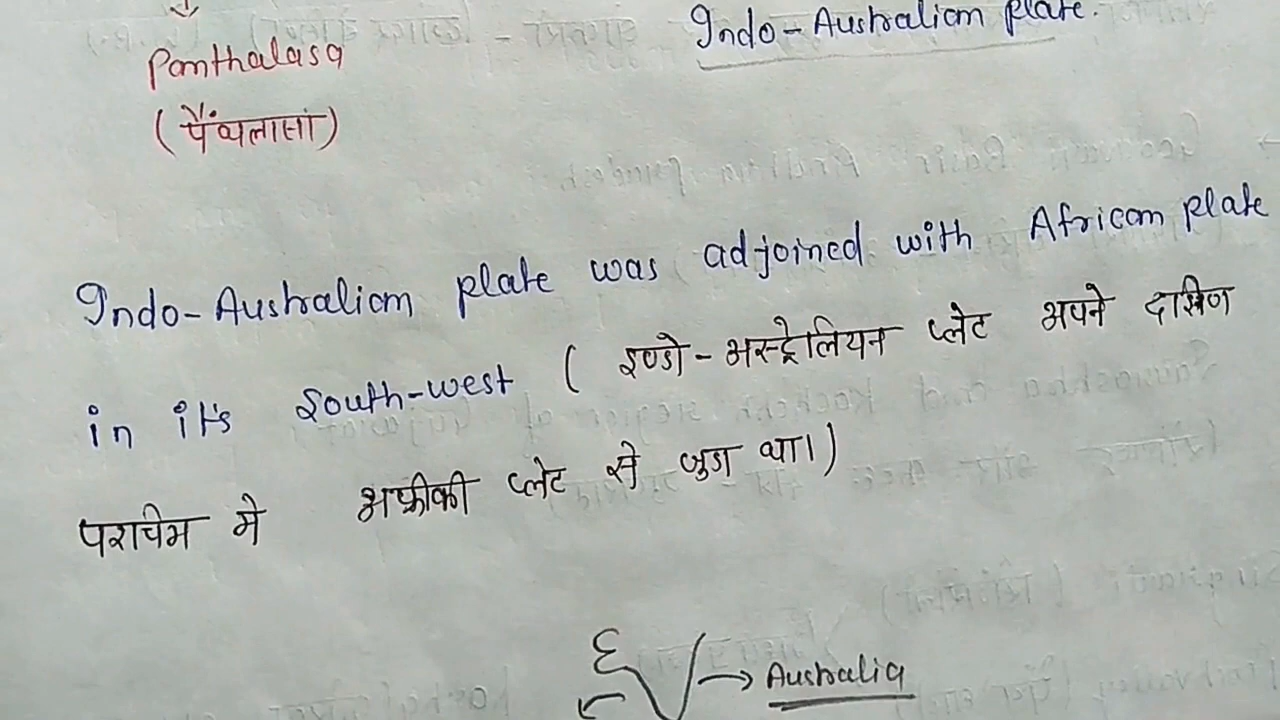 Indo-Australian plate.
Panthalasa
(पैंथलासा)
Indo-Australian plate was adjoined with African plate
in it's south-west ( इण्डो-अस्ट्रेलियन प्लेट अपने दक्षिण
पश्चिम मे अफ्रीकी प्लेट से जुडा था।)
Australia